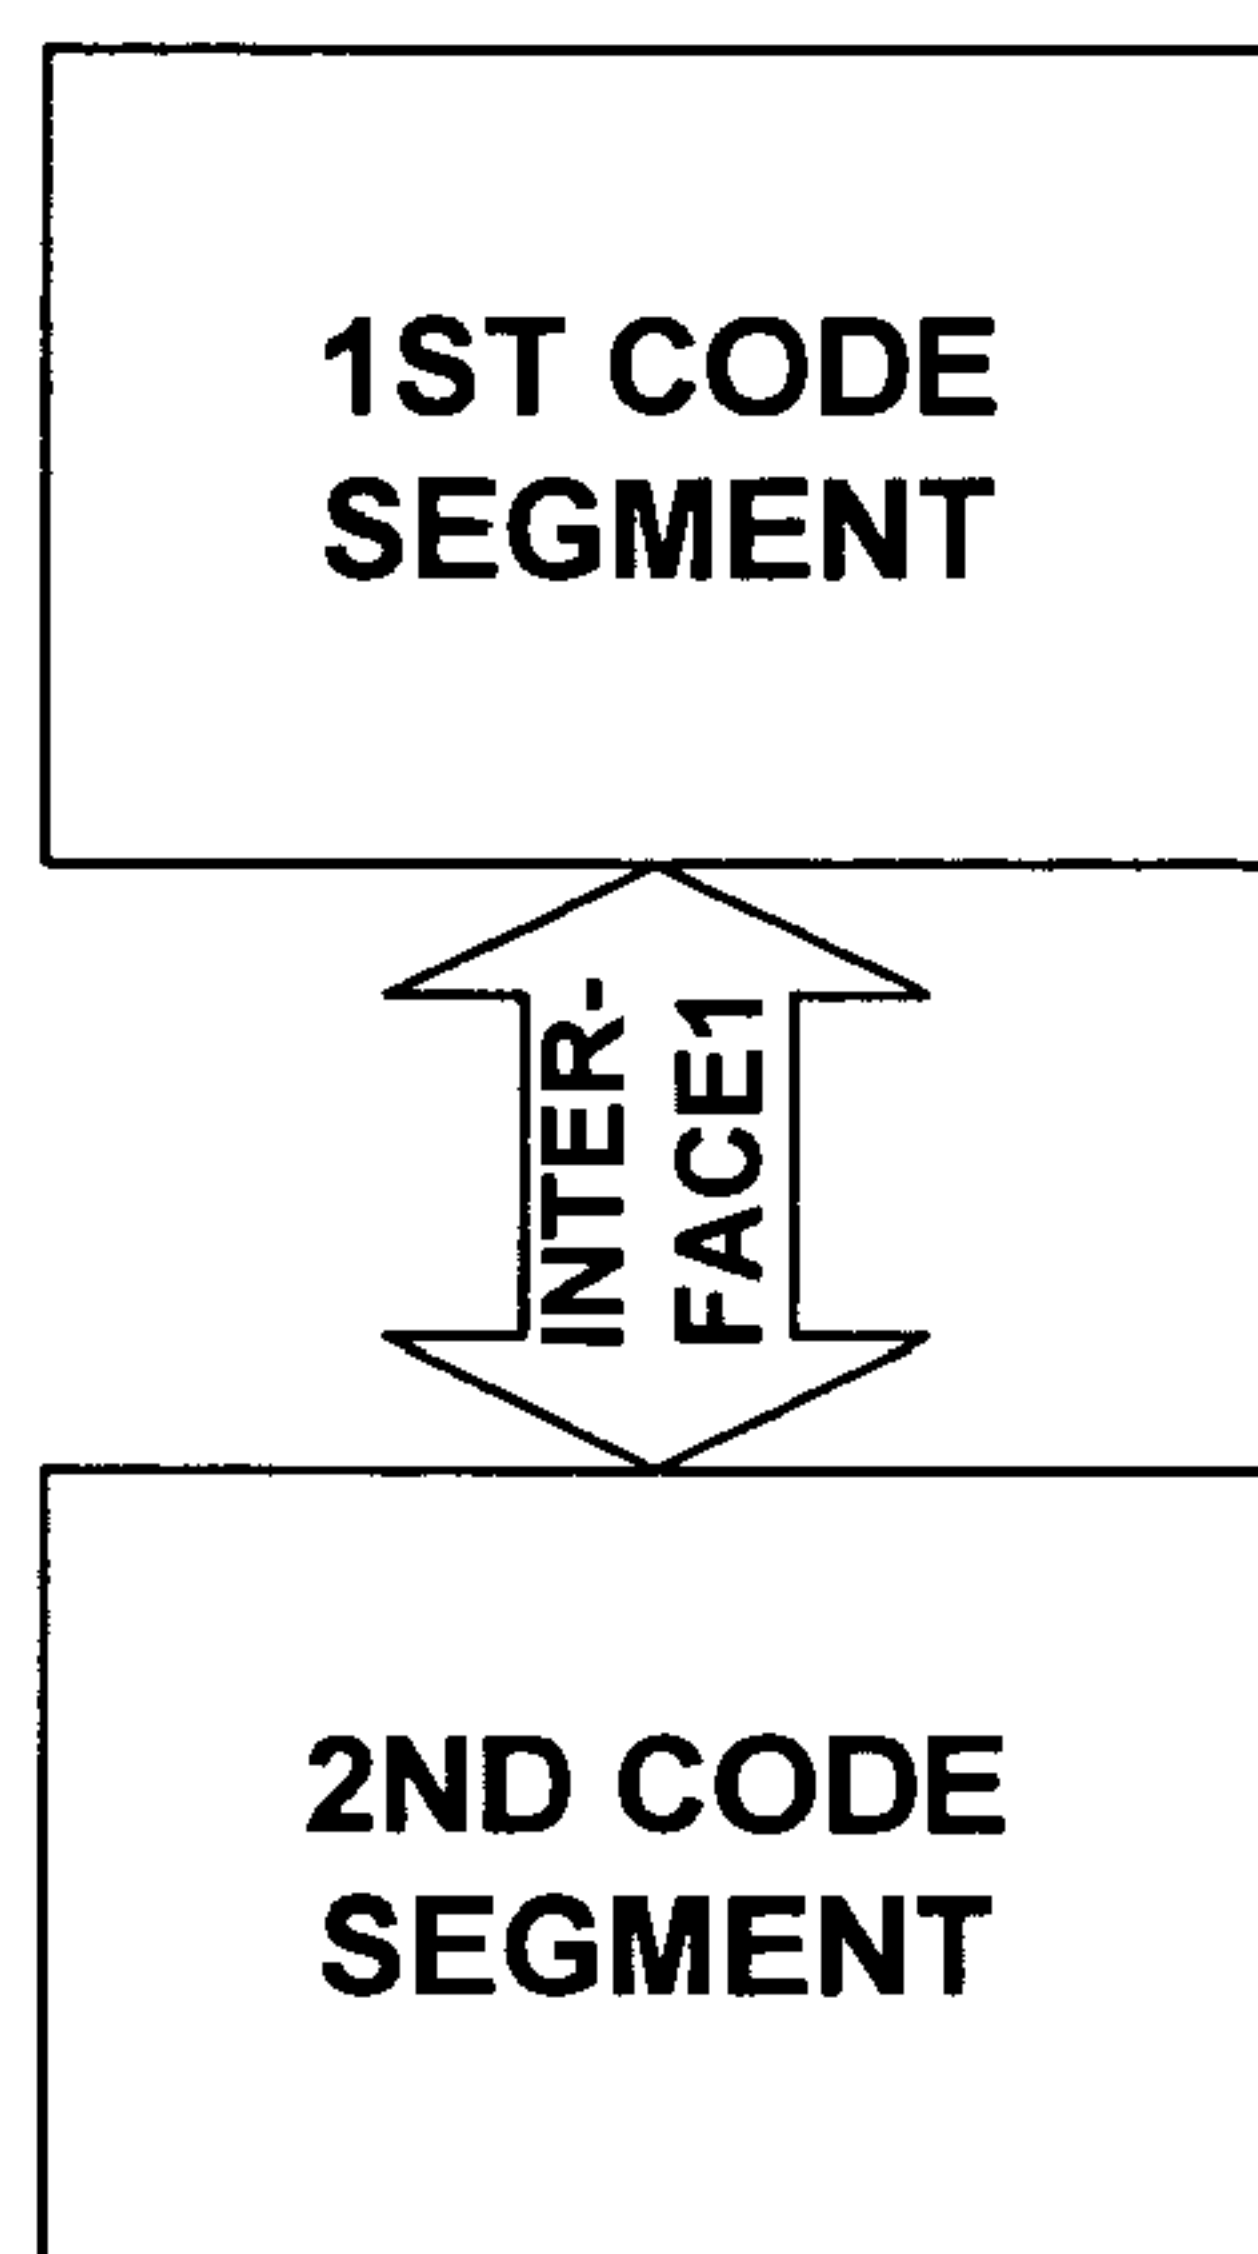 1ST CODE
SEGMENT
INTER-
FACE1
2ND CODE
SEGMENT